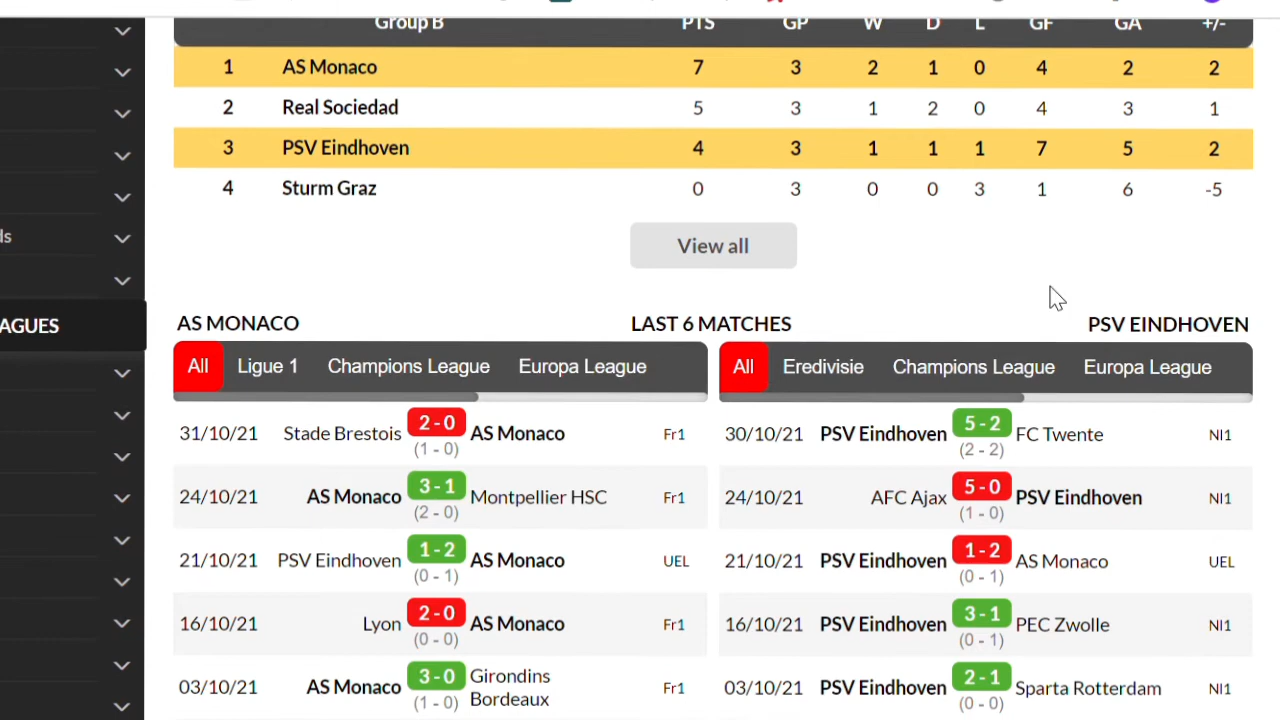 Group B PTS GP W D L GF GA +/-
1 AS Monaco 7 3 2 1 0 4 2 2
2 Real Sociedad 5 3 1 2 0 4 3 1
3 PSV Eindhoven 4 3 1 1 1 7 5 2
4 Sturm Graz 0 3 0 0 3 1 6 -5
ds
View all
AGUES
AS MONACO LAST 6 MATCHES PSV EINDHOVEN
All Ligue 1 Champions League Europa League
All Eredivisie Champions League Europa League
31/10/21 Stade Brestois 2 - 0 AS Monaco Fr1
(1 - 0)
24/10/21 AS Monaco 3 - 1 Montpellier HSC Fr1
(2 - 0)
21/10/21 PSV Eindhoven 1 - 2 AS Monaco UEL
(0 - 1)
16/10/21 Lyon 2 - 0 AS Monaco Fr1
(0 - 0)
03/10/21 AS Monaco 3 - 0 Girondins
Bordeaux Fr1
(1 - 0)
30/10/21 PSV Eindhoven 5 - 2 FC Twente Nl1
(2 - 2)
24/10/21 AFC Ajax 5 - 0 PSV Eindhoven Nl1
(1 - 0)
21/10/21 PSV Eindhoven 1 - 2 AS Monaco UEL
(0 - 1)
16/10/21 PSV Eindhoven 3 - 1 PEC Zwolle Nl1
(0 - 1)
03/10/21 PSV Eindhoven 2 - 1 Sparta Rotterdam Nl1
(0 - 0)